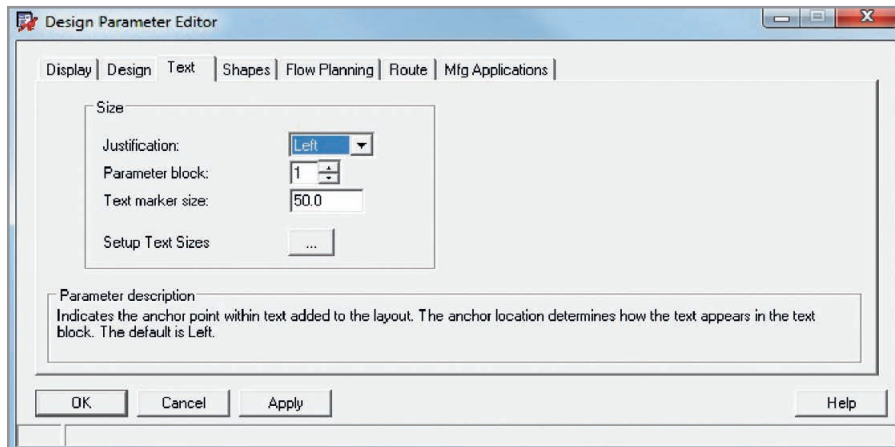 Design Parameter Editor
Display Design Text Shapes Flow Planning Route Mfg Applications
Size
Justification: Left
Parameter block: 1
Text marker size: 50.0
Setup Text Sizes ...
Parameter description
Indicates the anchor point within text added to the layout. The anchor location determines how the text appears in the text
block. The default is Left.
OK Cancel Apply Help